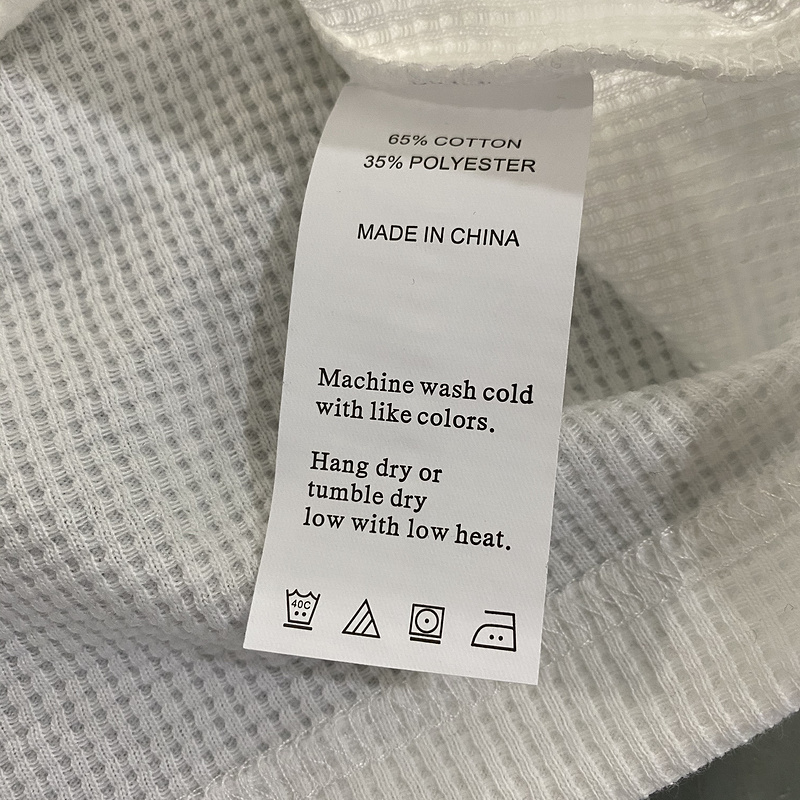 65% COTTON
35% POLYESTER
MADE IN CHINA
Machine wash cold
with like colors.
Hang dry or
tumble dry
low with low heat.
40C